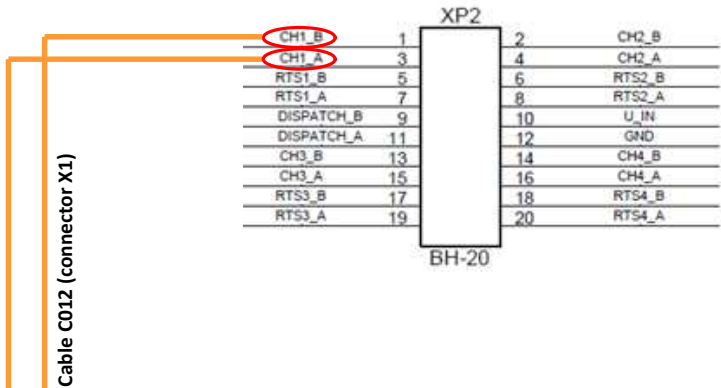 XP2
CH1_B 1 2 CH2_B
CH1_A 3 4 CH2_A
RTS1_B 5 6 RTS2_B
RTS1_A 7 8 RTS2_A
DISPATCH_B 9 10 U_IN
DISPATCH_A 11 12 GND
CH3_B 13 14 CH4_B
CH3_A 15 16 CH4_A
RTS3_B 17 18 RTS4_B
RTS3_A 19 20 RTS4_A
BH-20
Cable C012 (connector X1)